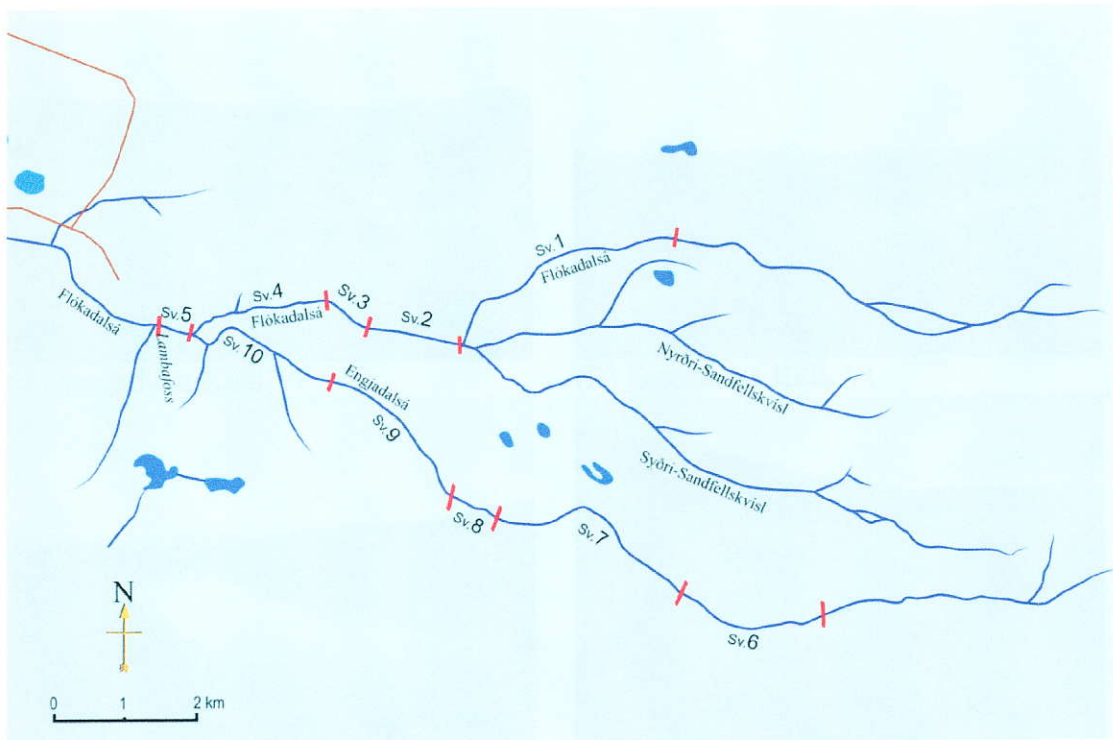 Sv.1
Flókadalsá
Flókadalsá
Sv.5
Sv.4
Flókadalsá
Sv.3
Sv.2
Lambafoss
Sv.10
Engjadalsá
Nyrðri-Sandfellskvísl
Sv.9
Syðri-Sandfellskvísl
Sv.8
Sv.7
Sv.6
N
0 1 2 km